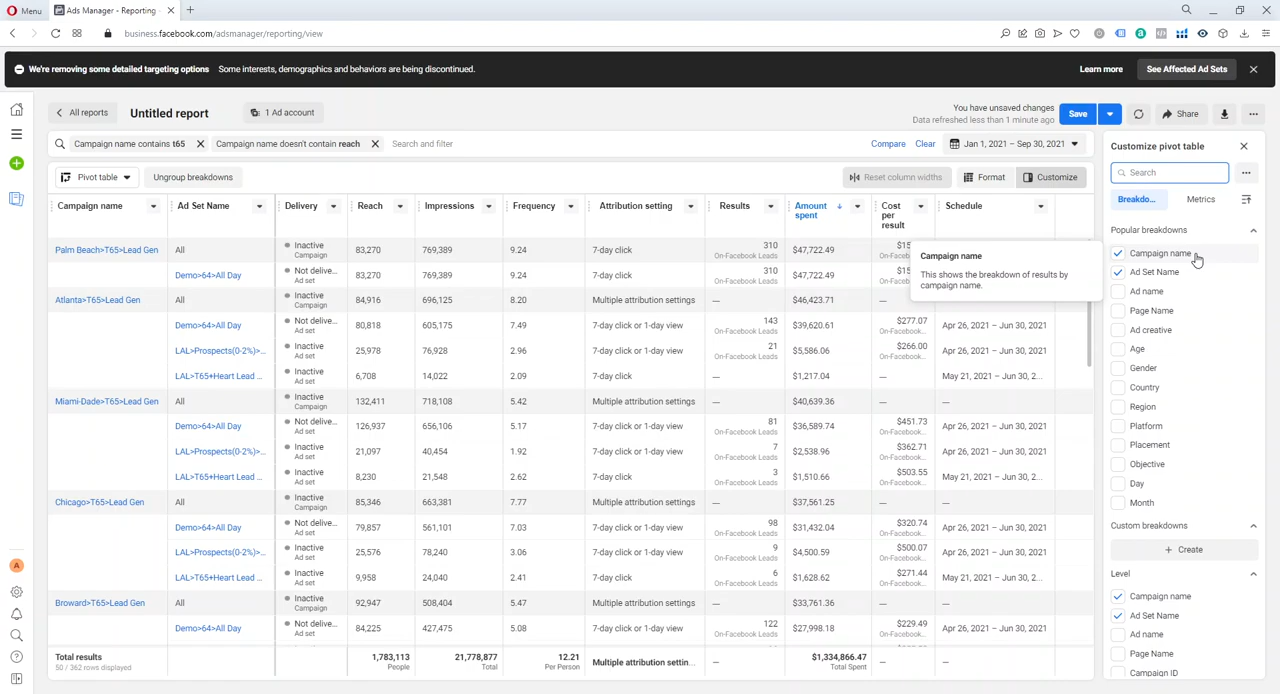 Menu
Ads Manager - Reporting -
business.facebook.com/adsmanager/reporting/view
We're removing some detailed targeting options Some interests, demographics and behaviors are being discontinued.
Learn more
See Affected Ad Sets
All reports
Untitled report
1 Ad account
You have unsaved changes
Data refreshed less than 1 minute ago
Save
Share
Campaign name contains t65
Campaign name doesn't contain reach
Search and filter
Compare
Clear
Jan 1, 2021 – Sep 30, 2021
Pivot table
Ungroup breakdowns
Reset column widths
Format
Customize
Campaign name Ad Set Name Delivery Reach Impressions Frequency Attribution setting Results Amount spent Cost per result Schedule
Palm Beach>T65>Lead Gen All Inactive Campaign 83,270 769,389 9.24 7-day click 310 On-Facebook Leads $47,722.49
Demo>64>All Day Not delive... Ad set 83,270 769,389 9.24 7-day click 310 On-Facebook Leads $47,722.49
Atlanta>T65>Lead Gen All Inactive Campaign 84,916 696,125 8.20 Multiple attribution settings — $46,423.71 — —
Demo>64>All Day Not delive... Ad set 80,818 605,175 7.49 7-day click or 1-day view 143 On-Facebook Leads $39,620.61 $277.07 On-Facebook... Apr 26, 2021 – Jun 30, 2021
LAL>Prospects(0-2%)>... Inactive Ad set 25,978 76,928 2.96 7-day click or 1-day view 21 On-Facebook Leads $5,586.06 $266.00 On-Facebook... Apr 26, 2021 – Jun 30, 2021
LAL>T65+Heart Lead ... Inactive Ad set 6,708 14,022 2.09 7-day click — $1,217.04 — May 21, 2021 – Jun 30, 2...
Miami-Dade>T65>Lead Gen All Inactive Campaign 132,411 718,108 5.42 Multiple attribution settings — $40,639.36 — —
Demo>64>All Day Not delive... Ad set 126,937 656,106 5.17 7-day click or 1-day view 81 On-Facebook Leads $36,589.74 $451.73 On-Facebook... Apr 26, 2021 – Jun 30, 2021
LAL>Prospects(0-2%)>... Inactive Ad set 21,097 40,454 1.92 7-day click or 1-day view 7 On-Facebook Leads $2,538.96 $362.71 On-Facebook... Apr 26, 2021 – Jun 30, 2021
LAL>T65+Heart Lead ... Inactive Ad set 8,230 21,548 2.62 7-day click 3 On-Facebook Leads $1,510.66 $503.55 On-Facebook... May 21, 2021 – Jun 30, 2...
Chicago>T65>Lead Gen All Inactive Campaign 85,346 663,381 7.77 Multiple attribution settings — $37,561.25 — —
Demo>64>All Day Not delive... Ad set 79,857 561,101 7.03 7-day click or 1-day view 98 On-Facebook Leads $31,432.04 $320.74 On-Facebook... Apr 26, 2021 – Jun 30, 2021
LAL>Prospects(0-2%)>... Inactive Ad set 25,576 78,240 3.06 7-day click or 1-day view 9 On-Facebook Leads $4,500.59 $500.07 On-Facebook... Apr 26, 2021 – Jun 30, 2021
LAL>T65+Heart Lead ... Inactive Ad set 9,958 24,040 2.41 7-day click 6 On-Facebook Leads $1,628.62 $271.44 On-Facebook... May 21, 2021 – Jun 30, 2...
Broward>T65>Lead Gen All Inactive Campaign 92,947 508,404 5.47 Multiple attribution settings — $33,761.36 — —
Demo>64>All Day Not delive... Ad set 84,225 427,475 5.08 7-day click or 1-day view 122 On-Facebook Leads $27,998.18 $229.49 On-Facebook... Apr 26, 2021 – Jun 30, 2021
Inactive
Total results 1,783,113 21,778,877 12.21 Multiple attribution settin... — $1,334,866.47 — —
50 / 362 rows displayed People Total Per Person Total Spent
Campaign name
This shows the breakdown of results by
campaign name.
Customize pivot table
Search
Breakdo...
Metrics
Popular breakdowns
Campaign name
Ad Set Name
Ad name
Page Name
Ad creative
Age
Gender
Country
Region
Platform
Placement
Objective
Day
Month
Custom breakdowns
+ Create
Level
Campaign name
Ad Set Name
Ad name
Page Name
Campaign ID
A